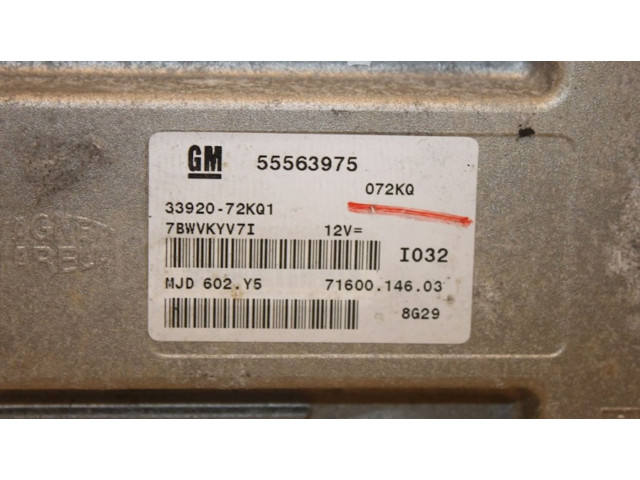 GM 55563975
072KQ
33920-72KQ1
7BWVKYV7I 12V=
I032
MJD 602.Y5 71600.146.03
8G29